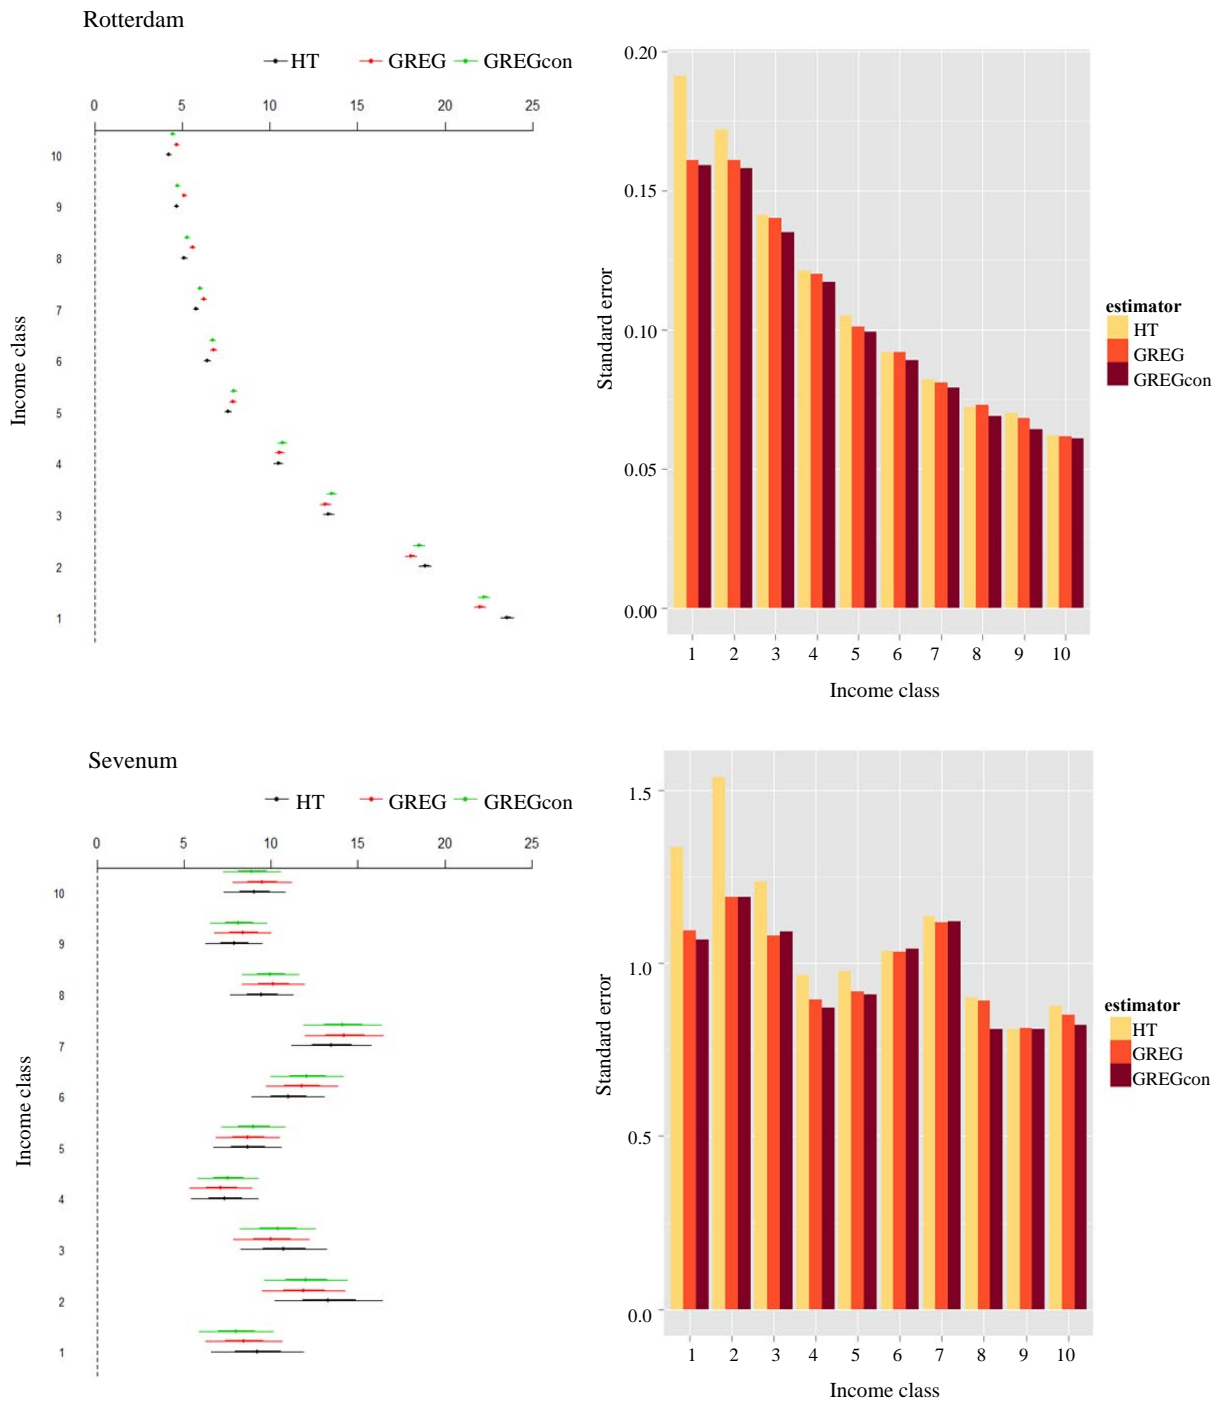 Rotterdam
HT GREG GREGcon
0 5 10 15 20 25
10
9
8
7
6
5
4
3
2
1
Income class
0.20
0.15
0.10
0.05
0.00
Standard error
1 2 3 4 5 6 7 8 9 10
Income class
estimator
HT
GREG
GREGcon
Sevenum
HT GREG GREGcon
0 5 10 15 20 25
10
9
8
7
6
5
4
3
2
1
Income class
1.5
1.0
0.5
0.0
Standard error
1 2 3 4 5 6 7 8 9 10
Income class
estimator
HT
GREG
GREGcon